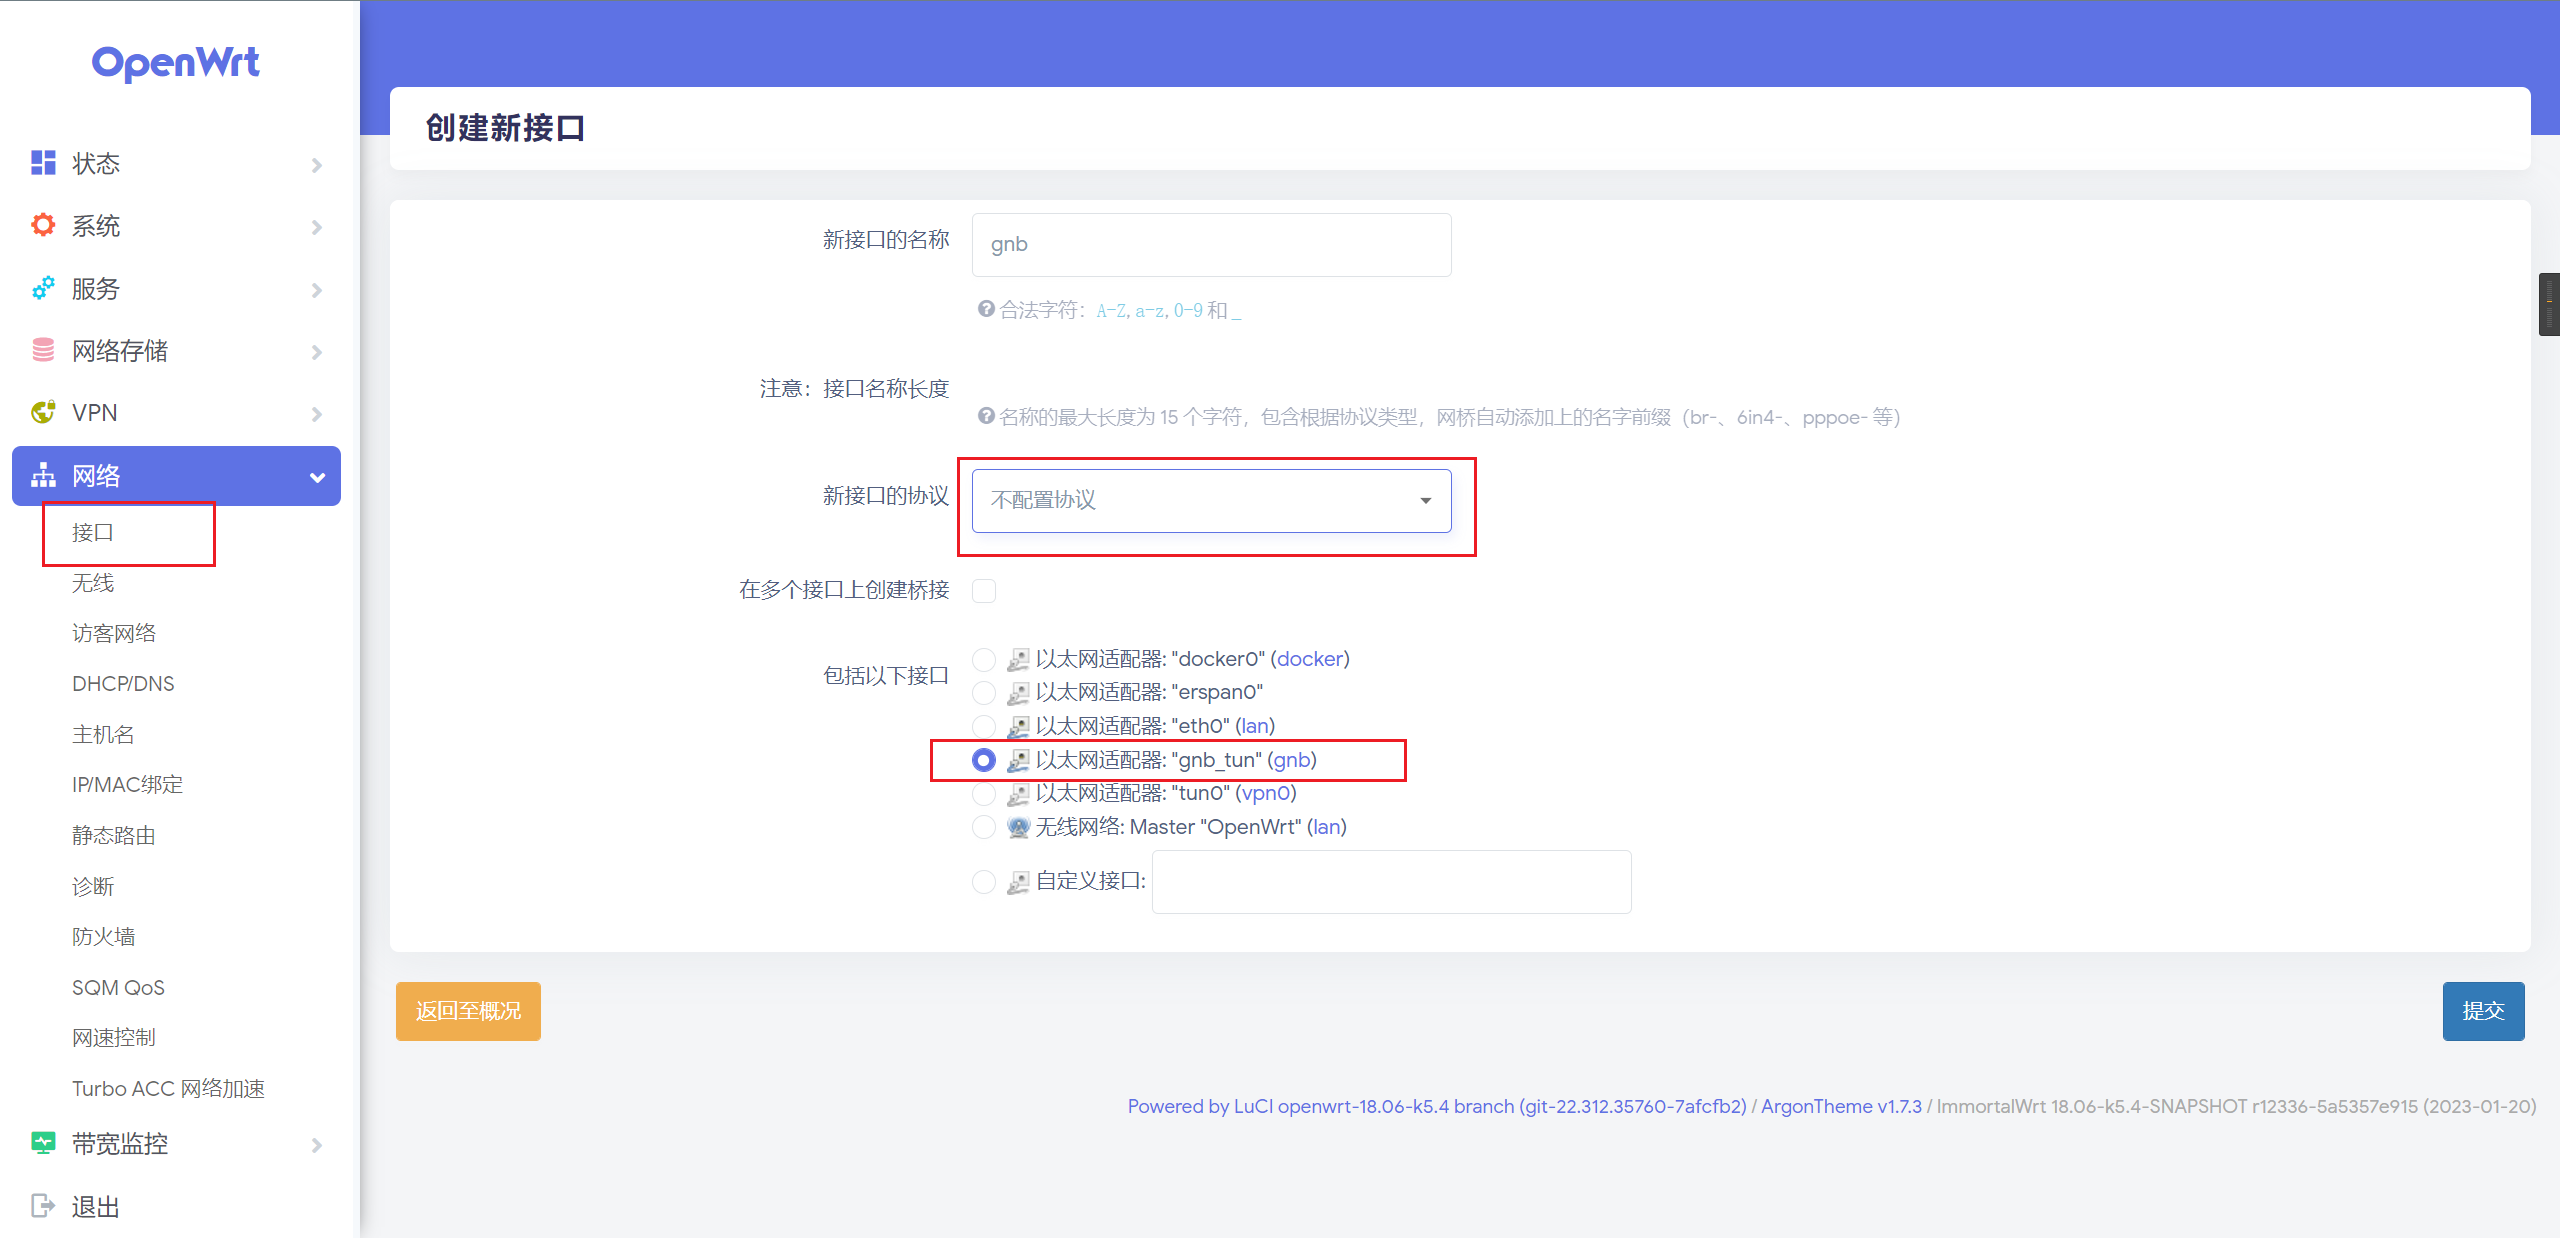 OpenWrt
状态
系统
服务
网络存储
VPN
网络
接口
无线
访客网络
DHCP/DNS
主机名
IP/MAC绑定
静态路由
诊断
防火墙
SQM QoS
网速控制
Turbo ACC 网络加速
带宽监控
退出
创建新接口
新接口的名称
gnb
合法字符：A-Z, a-z, 0-9 和 _
注意：接口名称长度
名称的最大长度为 15 个字符，包含根据协议类型，网桥自动添加上的名字前缀（br-、6in4-、pppoe- 等）
新接口的协议
不配置协议
在多个接口上创建桥接
包括以下接口
以太网适配器: "docker0" (docker)
以太网适配器: "erspan0"
以太网适配器: "eth0" (lan)
以太网适配器: "gnb_tun" (gnb)
以太网适配器: "tun0" (vpn0)
无线网络: Master "OpenWrt" (lan)
自定义接口:
返回至概况
提交
Powered by LuCI openwrt-18.06-k5.4 branch (git-22.312.35760-7afcfb2) / ArgonTheme v1.7.3 / ImmortalWrt 18.06-k5.4-SNAPSHOT r12336-5a5357e915 (2023-01-20)